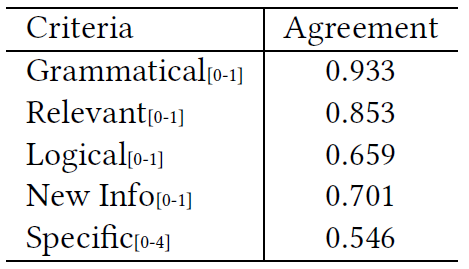 Criteria Agreement
Grammatical[0-1] 0.933
Relevant[0-1] 0.853
Logical[0-1] 0.659
New Info[0-1] 0.701
Specific[0-4] 0.546